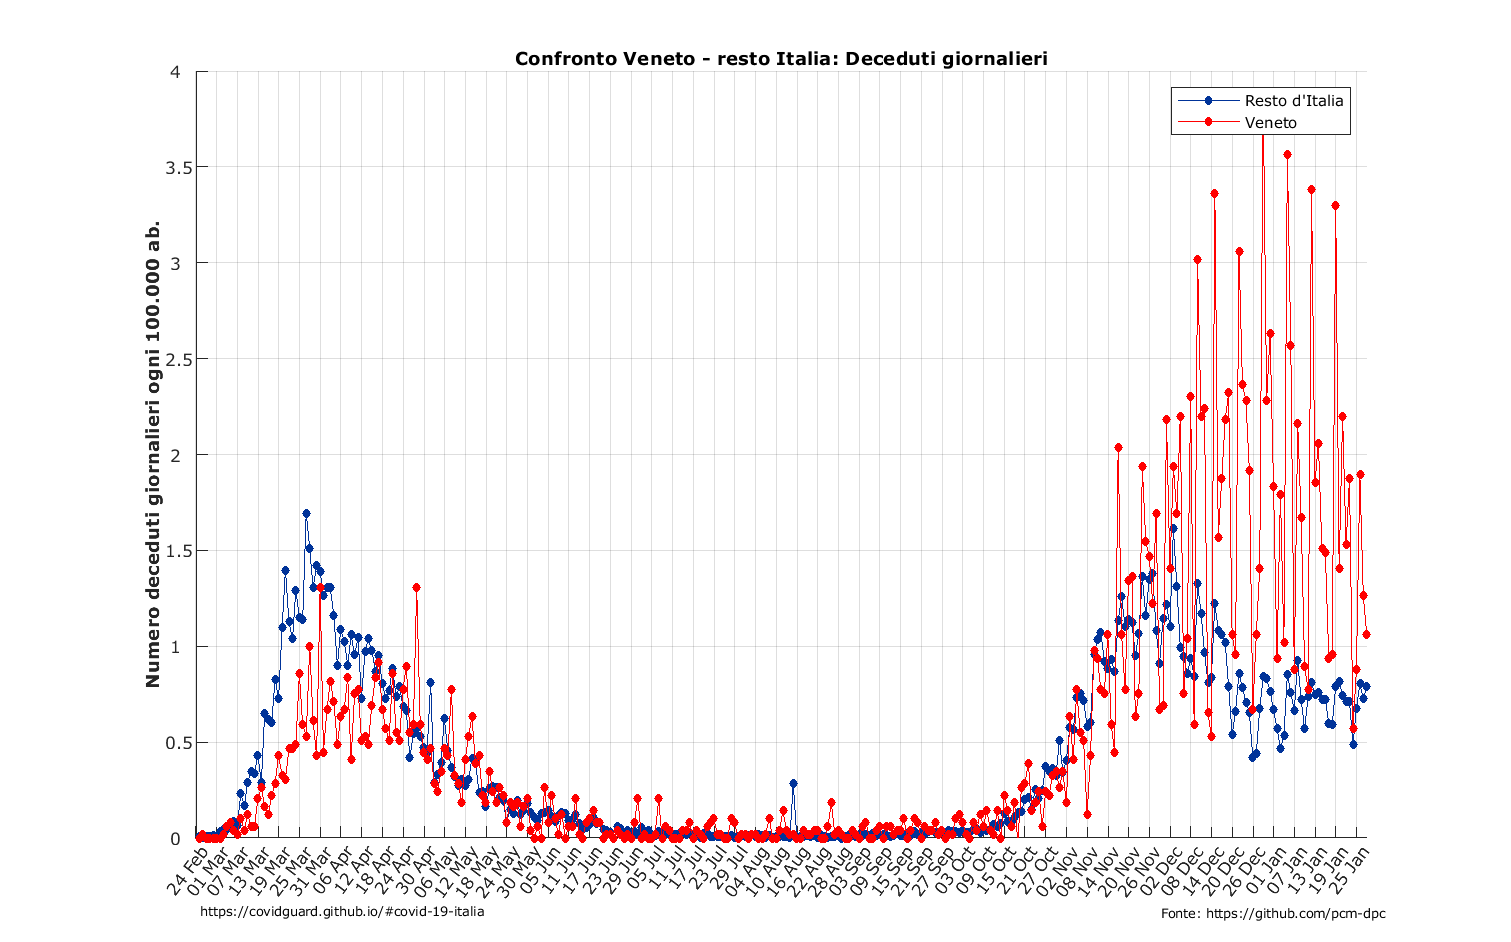 Confronto Veneto - resto Italia: Deceduti giornalieri
Resto d'Italia
Veneto
Numero deceduti giornalieri ogni 100.000 ab.
4
3.5
3
2.5
2
1.5
1
0.5
0
24 Feb
01 Mar
07 Mar
13 Mar
19 Mar
25 Mar
31 Mar
06 Apr
12 Apr
18 Apr
24 Apr
30 Apr
06 May
12 May
18 May
24 May
30 May
05 Jun
11 Jun
17 Jun
23 Jun
29 Jun
05 Jul
11 Jul
17 Jul
23 Jul
29 Jul
04 Aug
10 Aug
16 Aug
22 Aug
28 Aug
03 Sep
09 Sep
15 Sep
21 Sep
27 Sep
03 Oct
09 Oct
15 Oct
21 Oct
27 Oct
02 Nov
08 Nov
14 Nov
20 Nov
26 Nov
02 Dec
08 Dec
14 Dec
20 Dec
26 Dec
01 Jan
07 Jan
13 Jan
19 Jan
25 Jan
https://covidguard.github.io/#covid-19-italia
Fonte: https://github.com/pcm-dpc